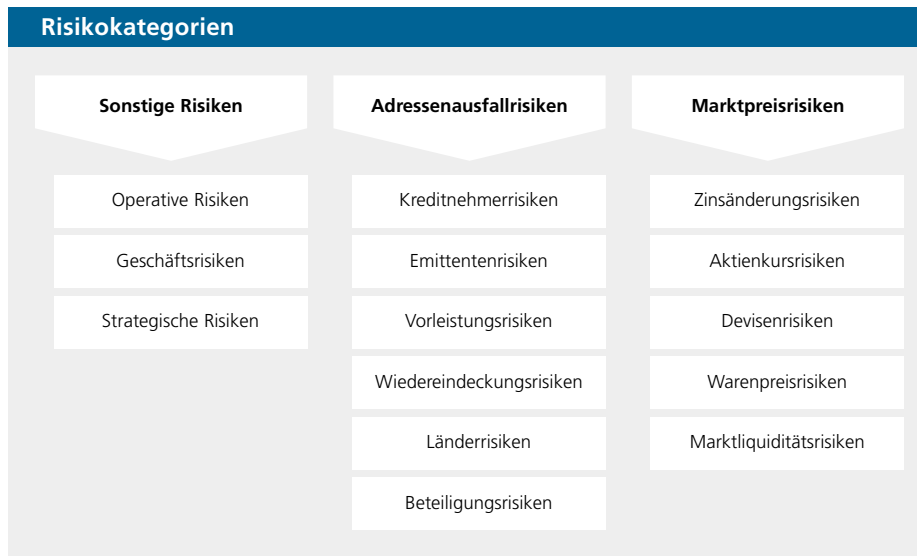 Risikokategorien
Sonstige Risiken
Operative Risiken
Geschäftsrisiken
Strategische Risiken
Adressenausfallrisiken
Kreditnehmerrisiken
Emittentenrisiken
Vorleistungsrisiken
Wiedereindeckungsrisiken
Länderrisiken
Beteiligungsrisiken
Marktpreisrisiken
Zinsänderungsrisiken
Aktienkursrisiken
Devisenrisiken
Warenpreisrisiken
Marktliquiditätsrisiken